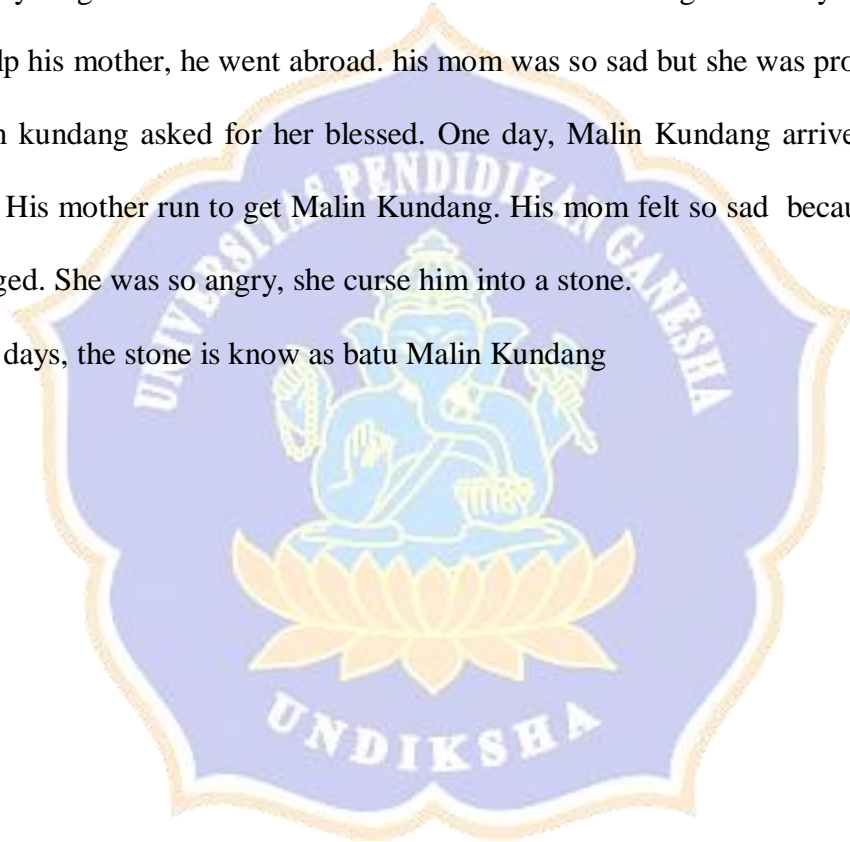 lp his mother, he went abroad. his mom was so sad but she was pro
n kundang asked for her blessed. One day, Malin Kundang arrive
His mother run to get Malin Kundang. His mom felt so sad becau
ged. She was so angry, she curse him into a stone.
days, the stone is know as batu Malin Kundang
UNIVERSITAS PENDIDIKAN GANESHA
UNDIKSHA